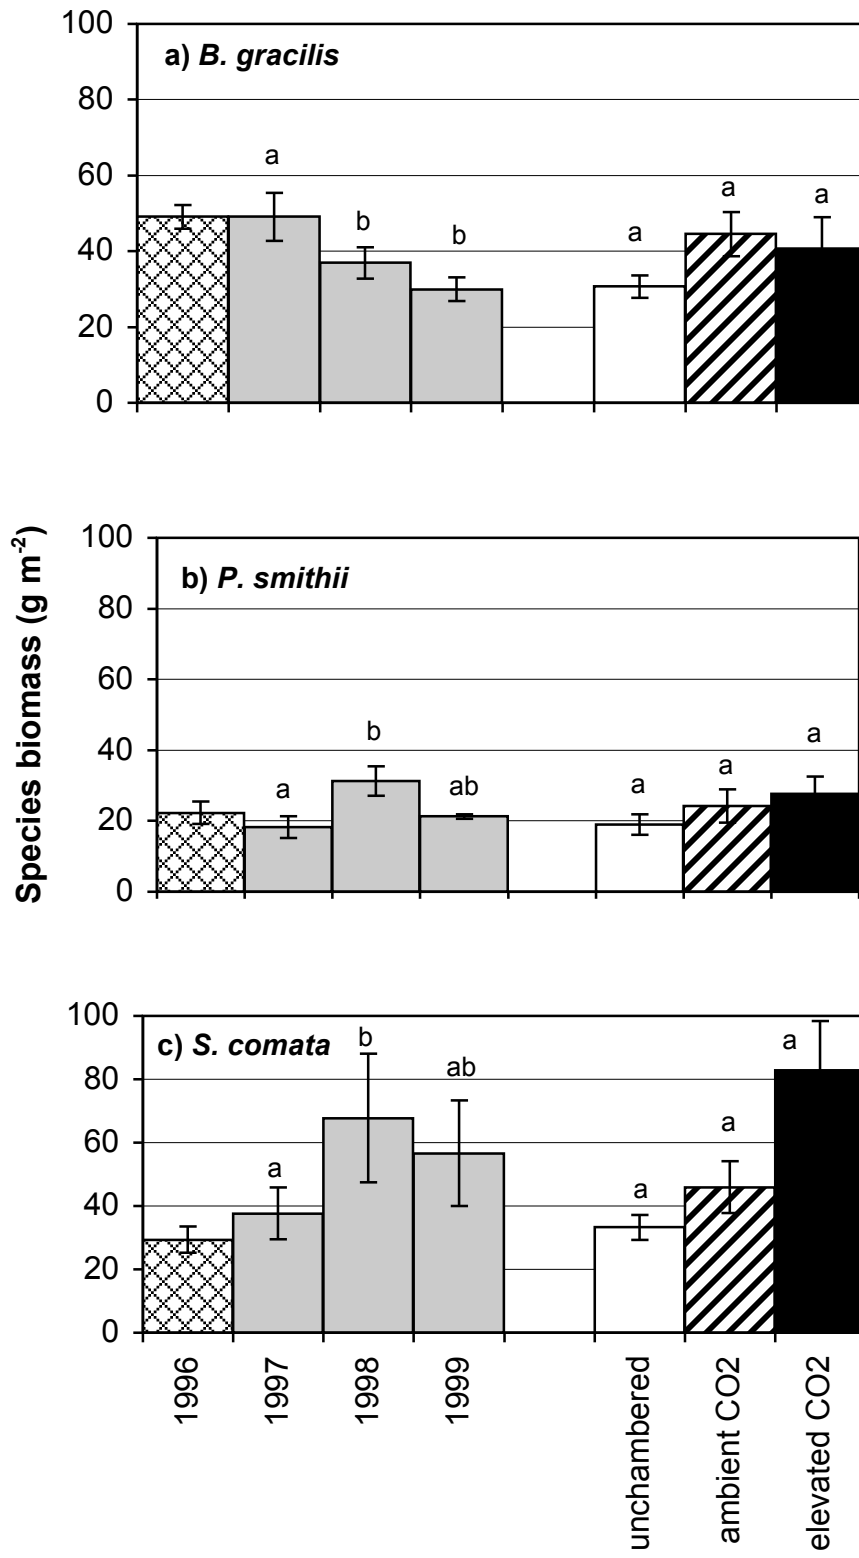 Species biomass (g m-2)
a) B. gracilis
100
80
60
40
20
0
a
b
b
a
a
a
b) P. smithii
100
80
60
40
20
0
a
b
ab
a
a
a
c) S. comata
100
80
60
40
20
0
a
b
ab
a
a
a
1996
1997
1998
1999
unchambered
ambient CO2
elevated CO2